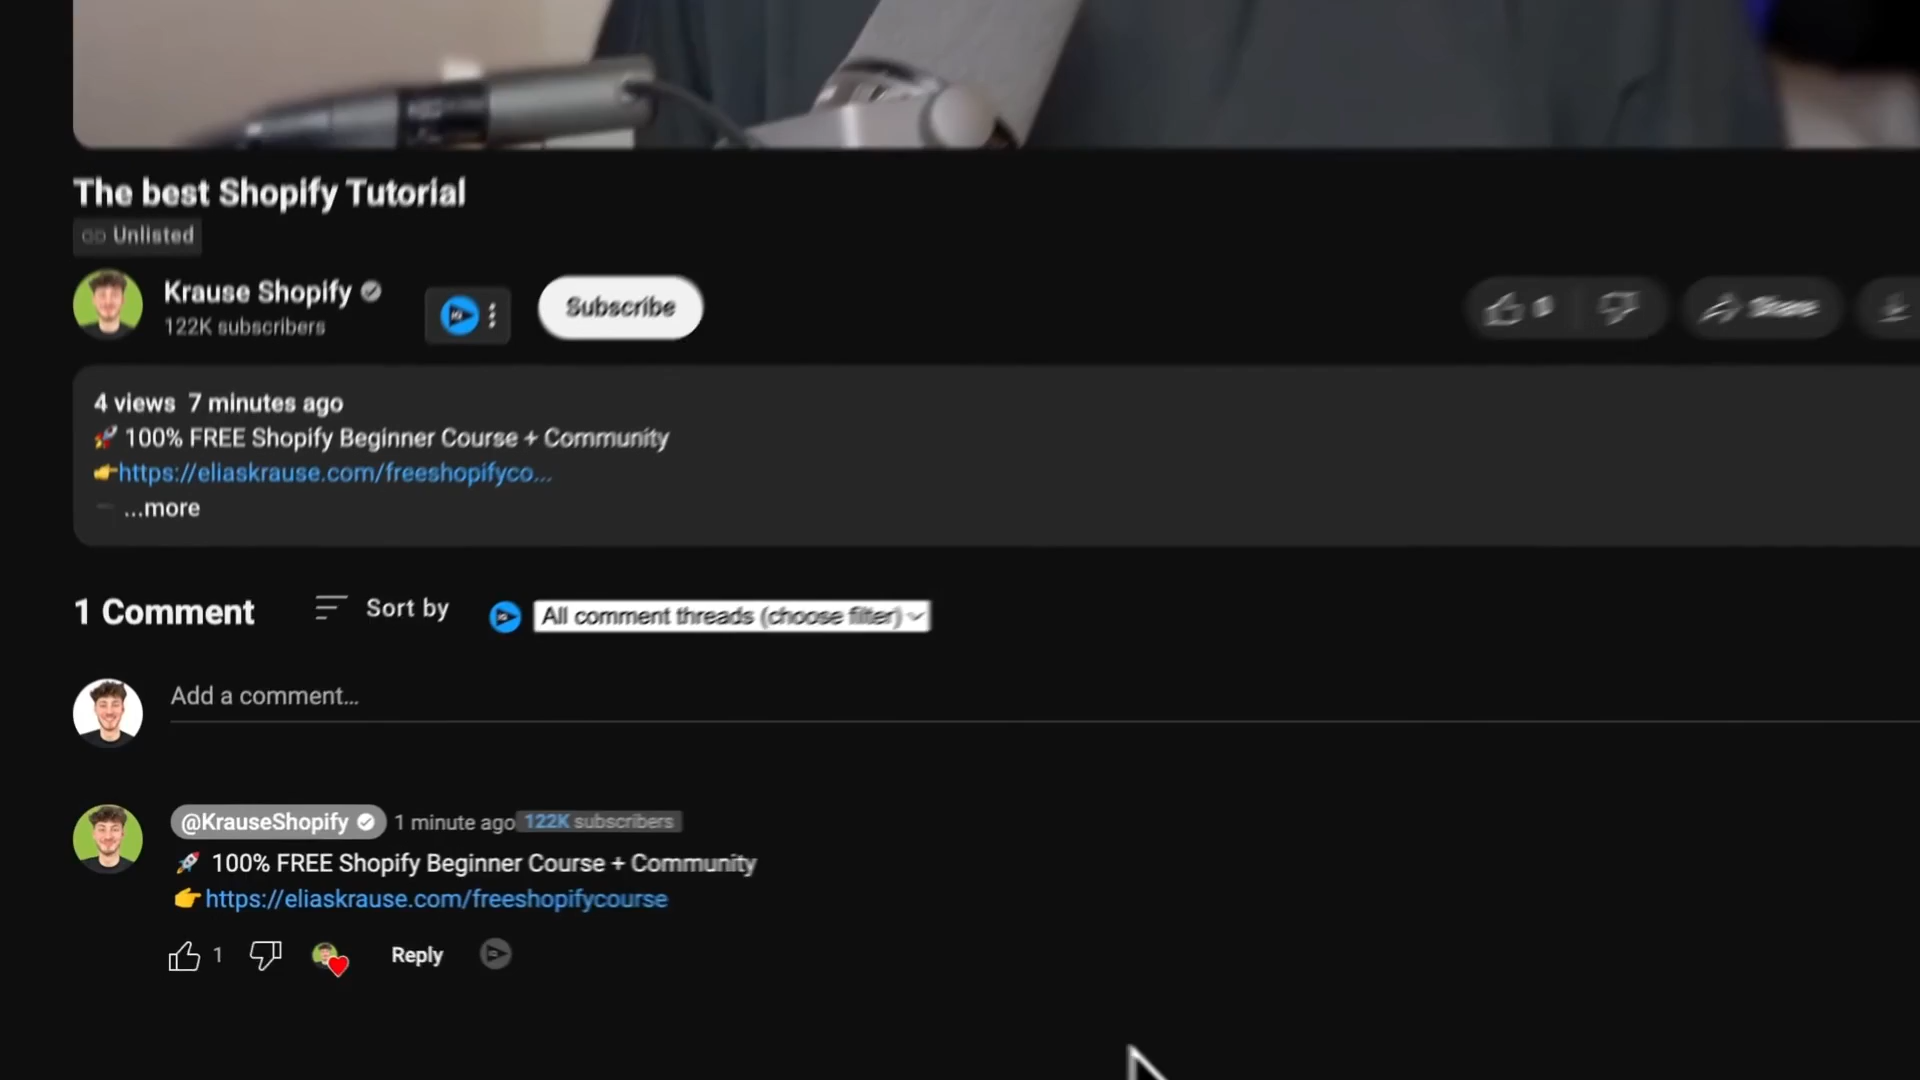 The best Shopify Tutorial
Unlisted
Krause Shopify
122K subscribers
Subscribe
Share
4 views 7 minutes ago
🚀 100% FREE Shopify Beginner Course + Community
👉https://eliaskrause.com/freeshopifyco...
...more
1 Comment
Sort by
All comment threads (choose filter)
Add a comment...
@KrauseShopify 1 minute ago 122K subscribers
🚀 100% FREE Shopify Beginner Course + Community
👉https://eliaskrause.com/freeshopifycourse
1
Reply